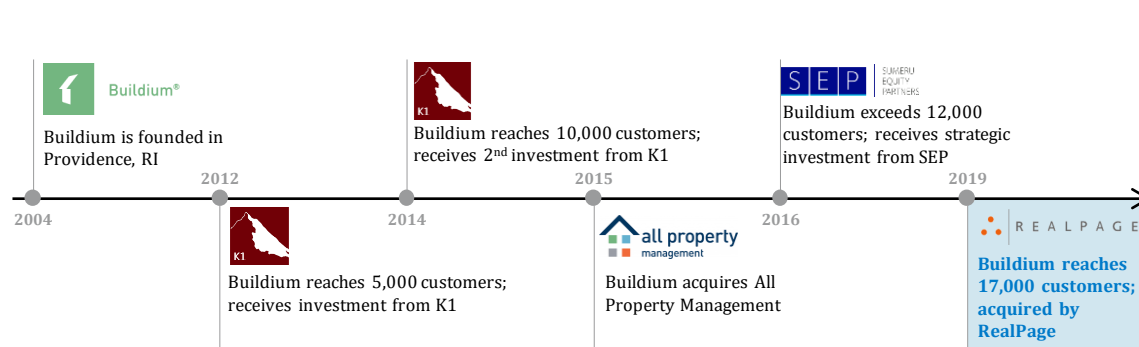 Buildium®
Buildium is founded in
Providence, RI
2004
2012
K1
Buildium reaches 5,000 customers;
receives investment from K1
K1
Buildium reaches 10,000 customers;
receives 2nd investment from K1
2014
2015
all property
management
Buildium acquires All
Property Management
SEP
SUMERU
EQUITY
PARTNERS
Buildium exceeds 12,000
customers; receives strategic
investment from SEP
2016
2019
REALPAGE
Buildium reaches
17,000 customers;
acquired by
RealPage